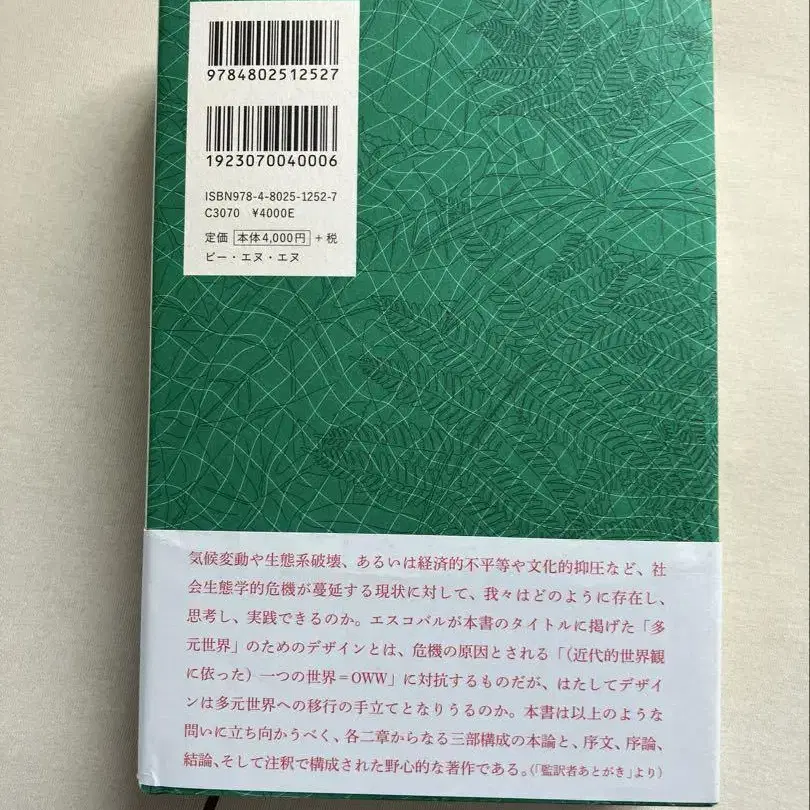 9784802512527
1923070040006
ISBN978-4-8025-1252-7
C3070 ¥4000E
定価 本体4,000円 +税
ビー・エヌ・エヌ
気候変動や生態系破壊、あるいは経済的不平等や文化的抑圧など、社
会生態学的危機が蔓延する現状に対して、我々はどのように存在し、
思考し、実践できるのか。エスコバルが本書のタイトルに掲げた「多
元世界」のためのデザインとは、危機の原因とされる「(近代的世界観
に依った)一つの世界=OWW」に対抗するものだが、はたしてデザイ
ンは多元世界への移行の手立てとなりうるのか。本書は以上のような
問いに立ち向かうべく、各二章からなる三部構成の本論と、序文、序論、
結論、そして注釈で構成された野心的な著作である。(「監訳者あとがき」より)